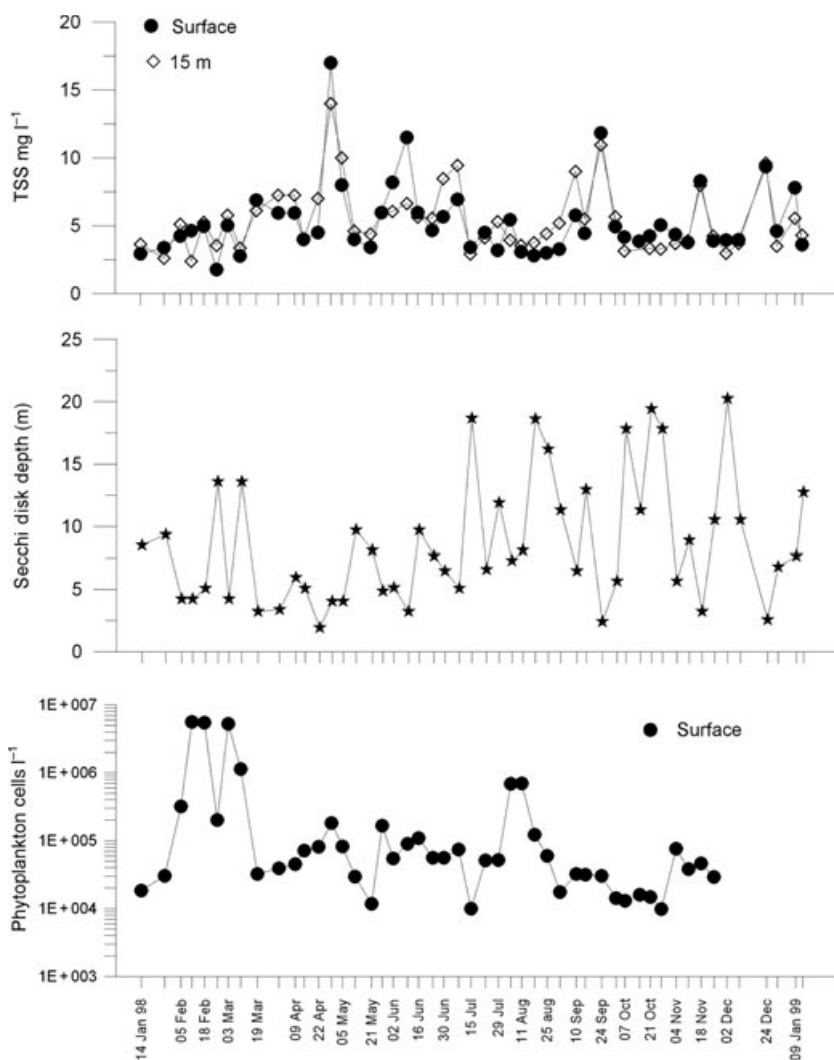 20
15
10
5
0
TSS mg l⁻¹
Surface
15 m
25
20
15
10
5
0
Secchi disk depth (m)
1E+007
1E+006
1E+005
1E+004
1E+003
Phytoplankton cells l⁻¹
Surface
14 Jan 98
05 Feb
18 Feb
03 Mar
19 Mar
09 Apr
22 Apr
05 May
21 May
02 Jun
16 Jun
30 Jun
15 Jul
29 Jul
11 Aug
25 aug
10 Sep
24 Sep
07 Oct
21 Oct
04 Nov
18 Nov
02 Dec
24 Dec
09 Jan 99